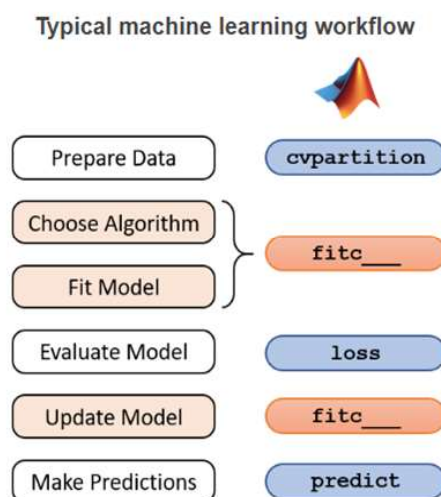 Typical machine learning workflow
Prepare Data
cvpartition
Choose Algorithm
fitc___
Fit Model
Evaluate Model
loss
Update Model
fitc___
Make Predictions
predict